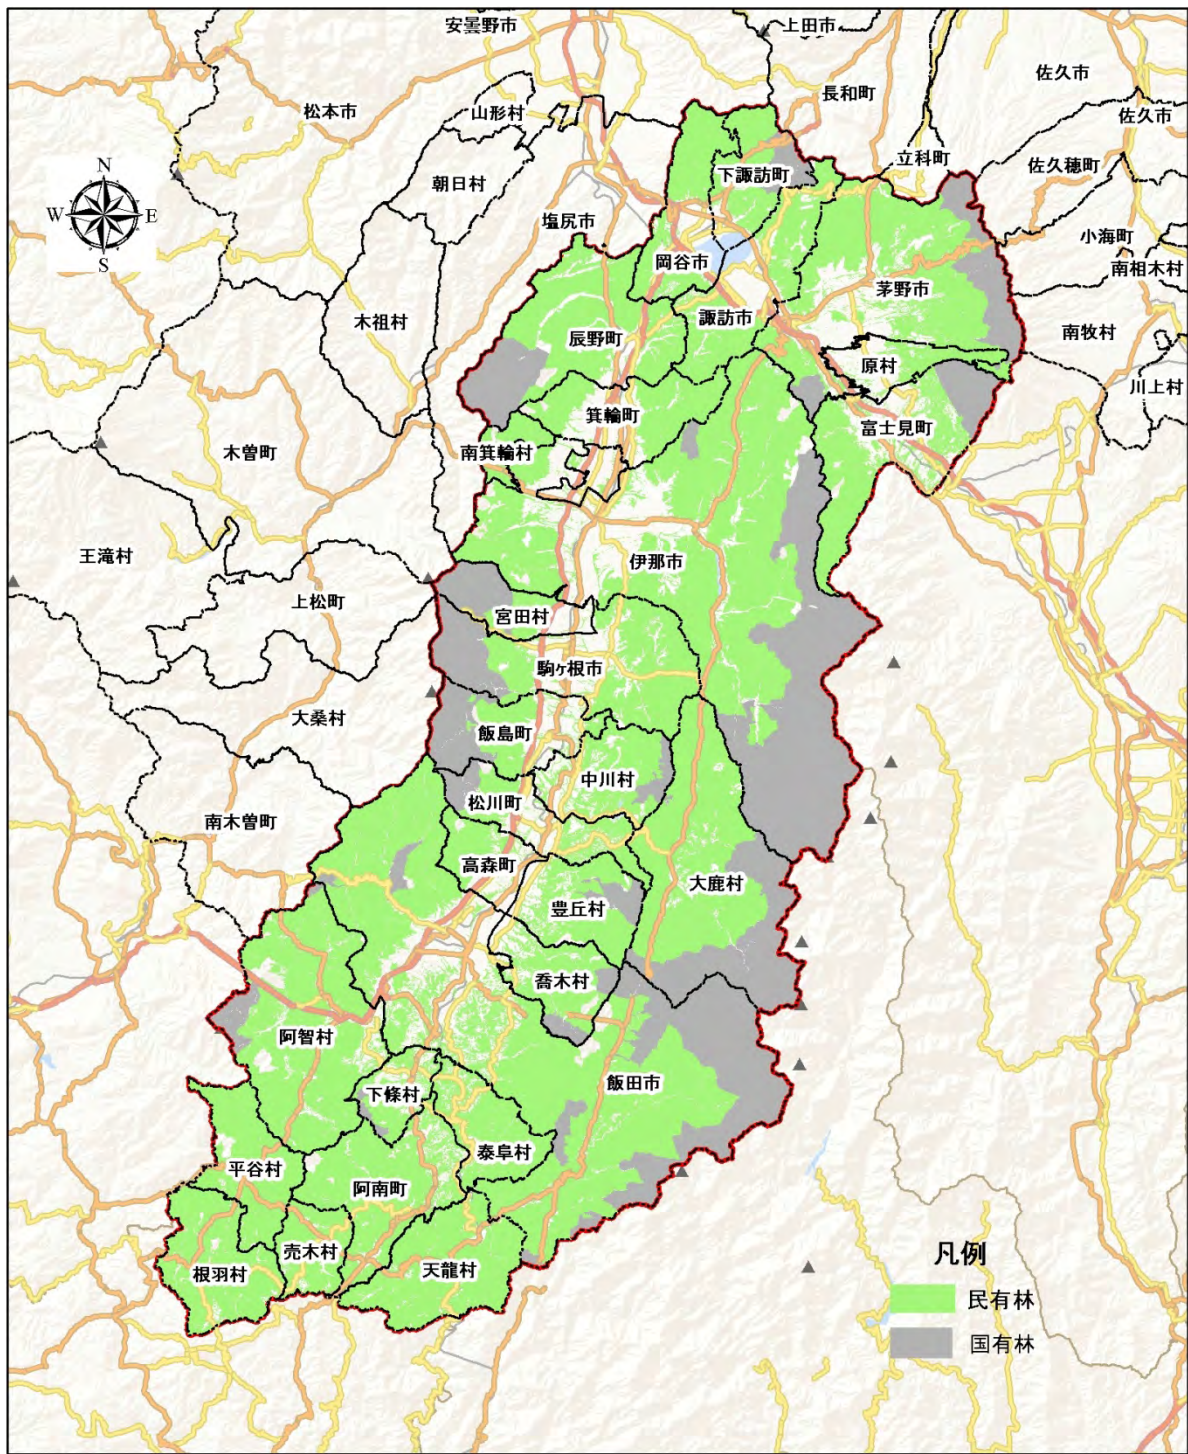 安曇野市
上田市
佐久市
松本市
山形村
長和町
佐久市
立科町
佐久穂町
N
W
E
S
朝日村
下諏訪町
塩尻市
小海町
岡谷市
南相木村
茅野市
木祖村
諏訪市
南牧村
辰野町
原村
川上村
箕輪町
富士見町
木曽町
南箕輪村
王滝村
伊那市
上松町
宮田村
駒ヶ根市
大桑村
飯島町
中川村
松川町
南木曽町
高森町
大鹿村
豊丘村
喬木村
阿智村
飯田市
下條村
泰阜村
平谷村
阿南町
売木村
根羽村
天龍村
凡例
民有林
国有林